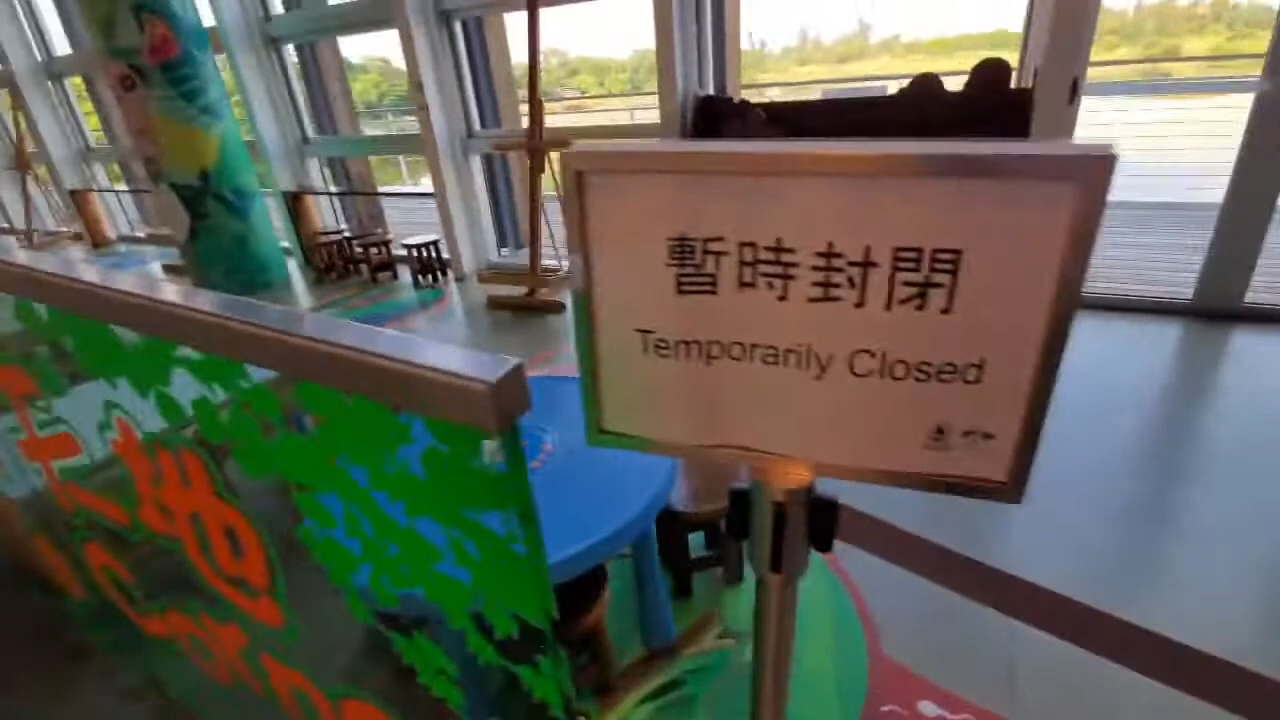 暫時封閉
Temporarily Closed